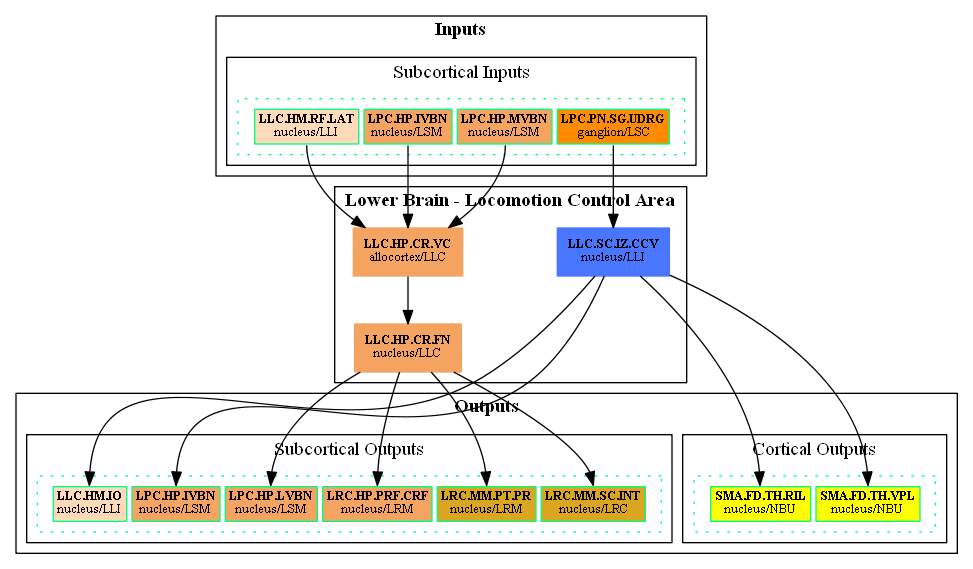 Inputs
Subcortical Inputs
LLC.HM.RF.LAT
nucleus/LLI
LPC.HP.IVBN
nucleus/LSM
LPC.HP.MVBN
nucleus/LSM
LPC.PN.SG.UDRG
ganglion/LSC
Lower Brain - Locomotion Control Area
LLC.HP.CR.VC
allocortex/LLC
LLC.SC.IZ.CCV
nucleus/LLI
LLC.HP.CR.FN
nucleus/LLC
Outputs
Subcortical Outputs
LLC.HM.IO
nucleus/LLI
LPC.HP.IVBN
nucleus/LSM
LPC.HP.LVBN
nucleus/LSM
LRC.HP.PRF.CRF
nucleus/LRM
LRC.MM.PT.PR
nucleus/LRM
LRC.MM.SC.INT
nucleus/LRC
Cortical Outputs
SMA.FD.TH.RIL
nucleus/NBU
SMA.FD.TH.VPL
nucleus/NBU